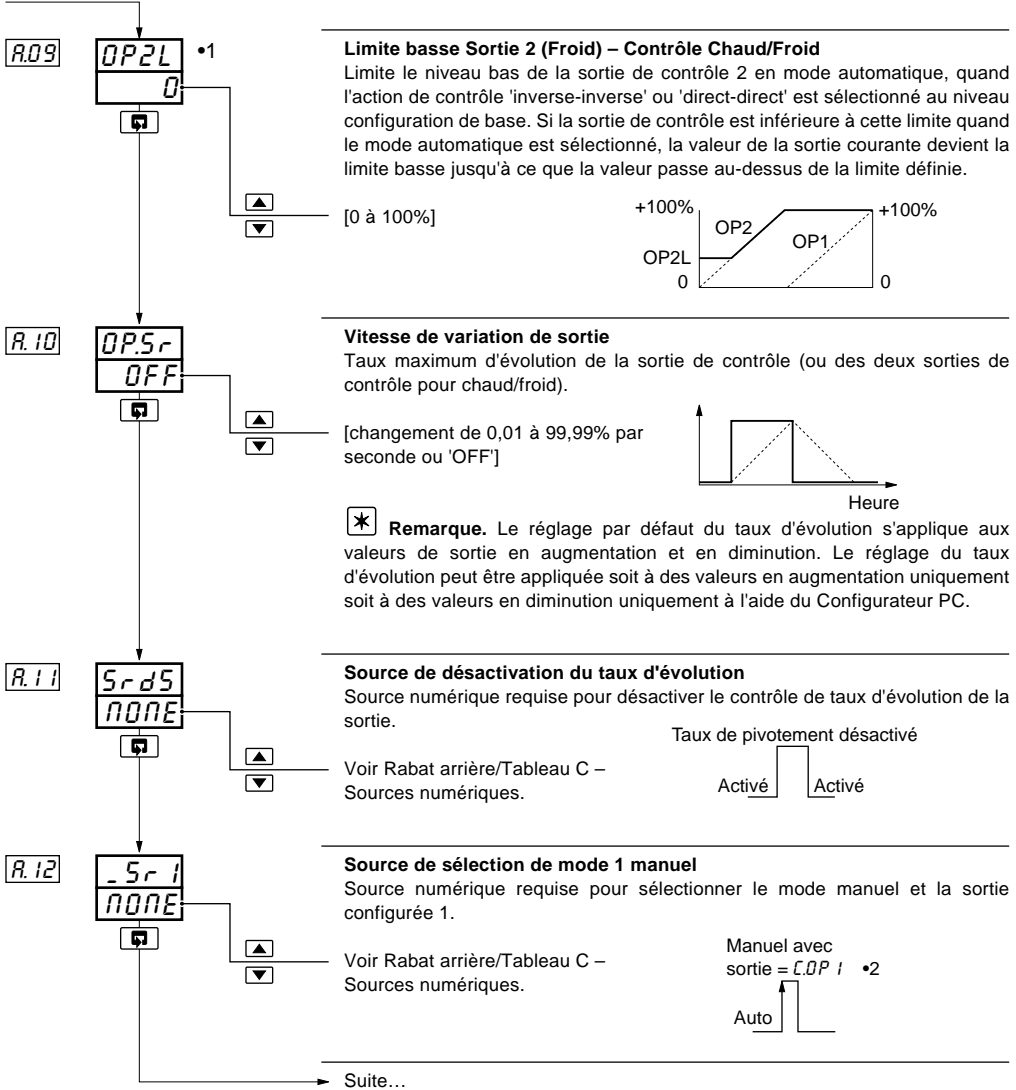 A.09
OP2L •1
0
Limite basse Sortie 2 (Froid) – Contrôle Chaud/Froid
Limite le niveau bas de la sortie de contrôle 2 en mode automatique, quand
l'action de contrôle 'inverse-inverse' ou 'direct-direct' est sélectionné au niveau
configuration de base. Si la sortie de contrôle est inférieure à cette limite quand
le mode automatique est sélectionné, la valeur de la sortie courante devient la
limite basse jusqu'à ce que la valeur passe au-dessus de la limite définie.
[0 à 100%]
+100% +100%
OP2 OP1
OP2L
0 0
A.10
OP.Sr
OFF
Vitesse de variation de sortie
Taux maximum d'évolution de la sortie de contrôle (ou des deux sorties de
contrôle pour chaud/froid).
[changement de 0,01 à 99,99% par
seconde ou 'OFF']
Heure
Remarque. Le réglage par défaut du taux d'évolution s'applique aux
valeurs de sortie en augmentation et en diminution. Le réglage du taux
d'évolution peut être appliquée soit à des valeurs en augmentation uniquement
soit à des valeurs en diminution uniquement à l'aide du Configurateur PC.
A.11
SrdS
NONE
Source de désactivation du taux d'évolution
Source numérique requise pour désactiver le contrôle de taux d'évolution de la
sortie.
Taux de pivotement désactivé
Activé Activé
Voir Rabat arrière/Tableau C –
Sources numériques.
A.12
_Sr1
NONE
Source de sélection de mode 1 manuel
Source numérique requise pour sélectionner le mode manuel et la sortie
configurée 1.
Voir Rabat arrière/Tableau C –
Sources numériques.
Manuel avec
sortie = C.OP1 •2
Auto
Suite…